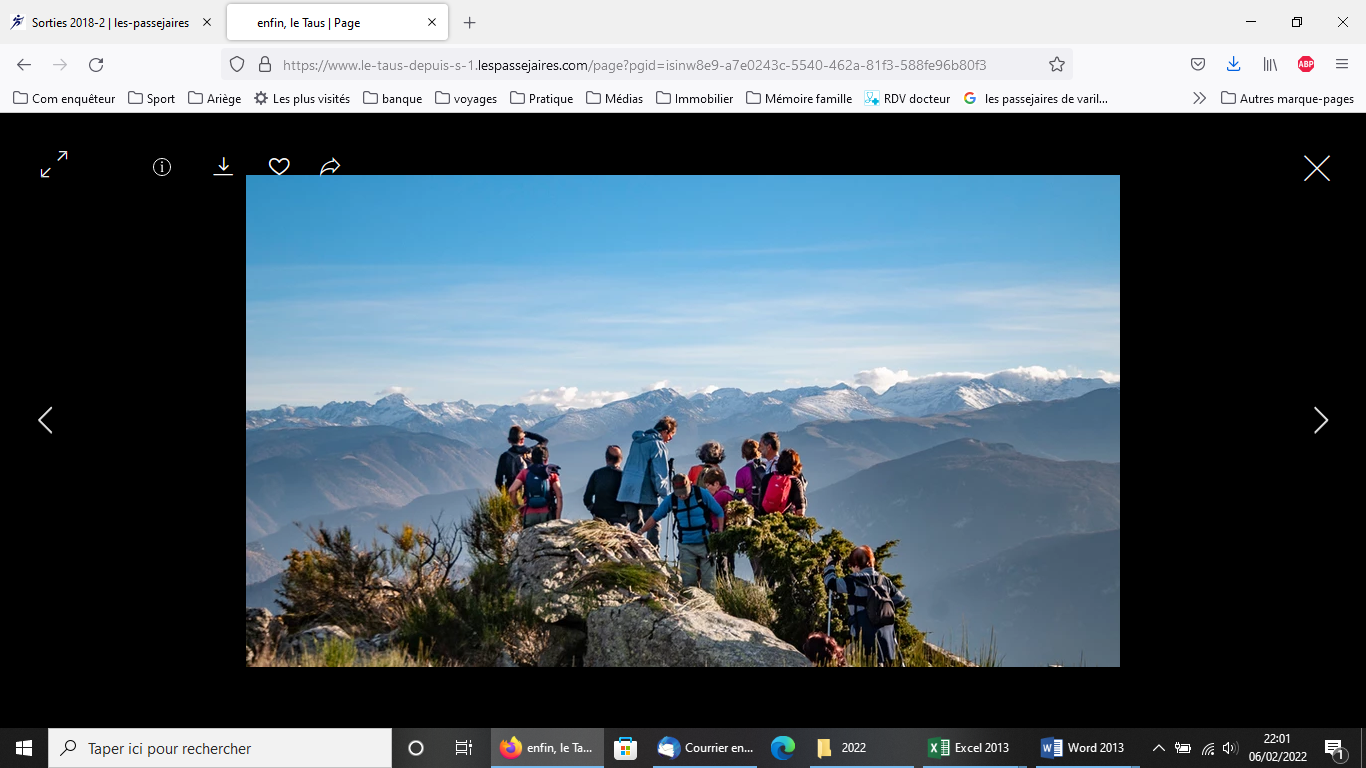 Sorties 2018-2 | les-passejaires
enfin, le Taus | Page
https://www.le-taus-depuis-s-1.lespassejaires.com/page?pgid=isinw8e9-a7e0243c-5540-462a-81f3-588fe96b80f3
ABP
Com enquêteur Sport Ariège Les plus visités banque voyages Pratique Médias Immobilier Mémoire famille RDV docteur les passejaires de varil... Autres marque-pages
Taper ici pour rechercher
enfin, le Ta...
Courrier en...
2022
Excel 2013
Word 2013
22:01
06/02/2022
1